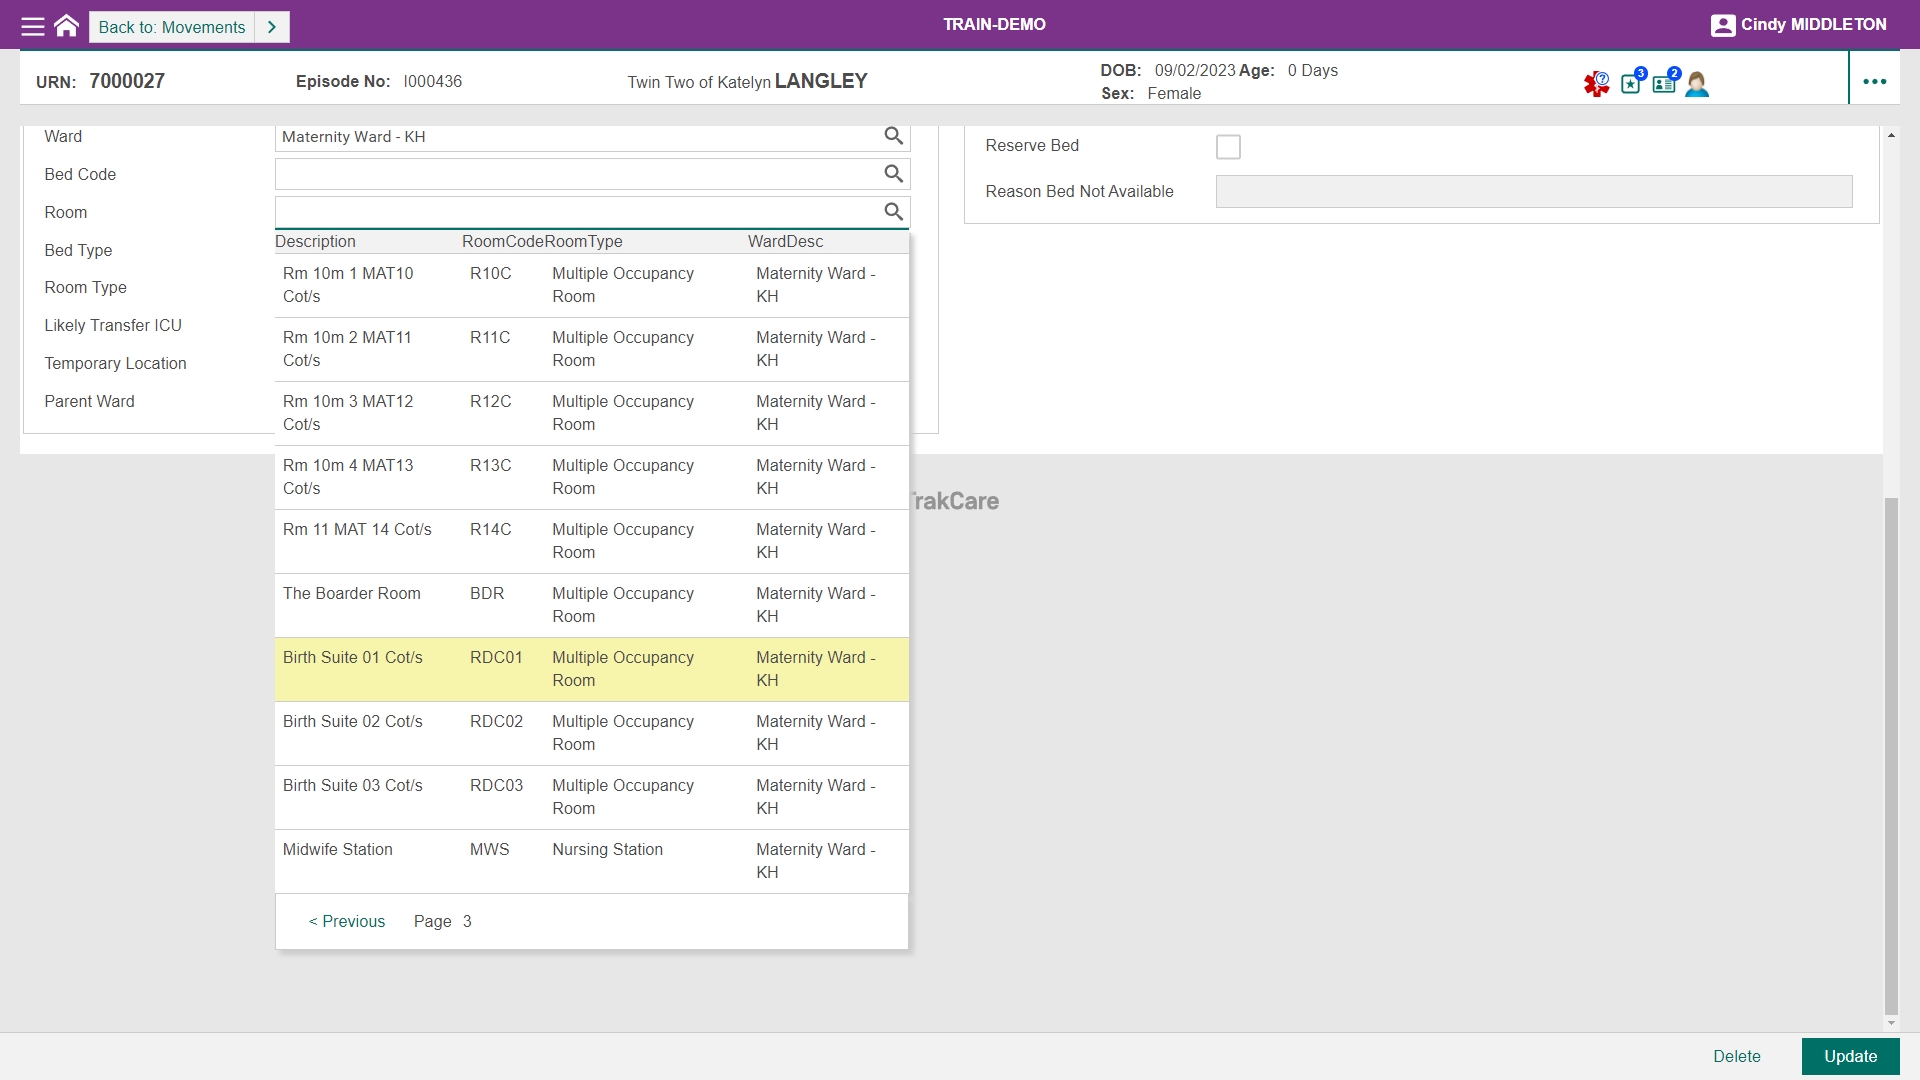 Back to: Movements
TRAIN-DEMO
Cindy MIDDLETON
URN: 7000027 Episode No: I000436 Twin Two of Katelyn LANGLEY
DOB: 09/02/2023 Age: 0 Days
Sex: Female
3
2
Ward Maternity Ward - KH
Bed Code
Room
Bed Type
Room Type
Likely Transfer ICU
Temporary Location
Parent Ward
Reserve Bed
Reason Bed Not Available
Description RoomCode RoomType WardDesc
Rm 10m 1 MAT10 R10C Multiple Occupancy Maternity Ward -
Cot/s Room KH
Rm 10m 2 MAT11 R11C Multiple Occupancy Maternity Ward -
Cot/s Room KH
Rm 10m 3 MAT12 R12C Multiple Occupancy Maternity Ward -
Cot/s Room KH
Rm 10m 4 MAT13 R13C Multiple Occupancy Maternity Ward -
Cot/s Room KH
Rm 11 MAT 14 Cot/s R14C Multiple Occupancy Maternity Ward -
Room KH
The Boarder Room BDR Multiple Occupancy Maternity Ward -
Room KH
Birth Suite 01 Cot/s RDC01 Multiple Occupancy Maternity Ward -
Room KH
Birth Suite 02 Cot/s RDC02 Multiple Occupancy Maternity Ward -
Room KH
Birth Suite 03 Cot/s RDC03 Multiple Occupancy Maternity Ward -
Room KH
Midwife Station MWS Nursing Station Maternity Ward -
KH
< Previous Page 3
rakCare
Delete
Update